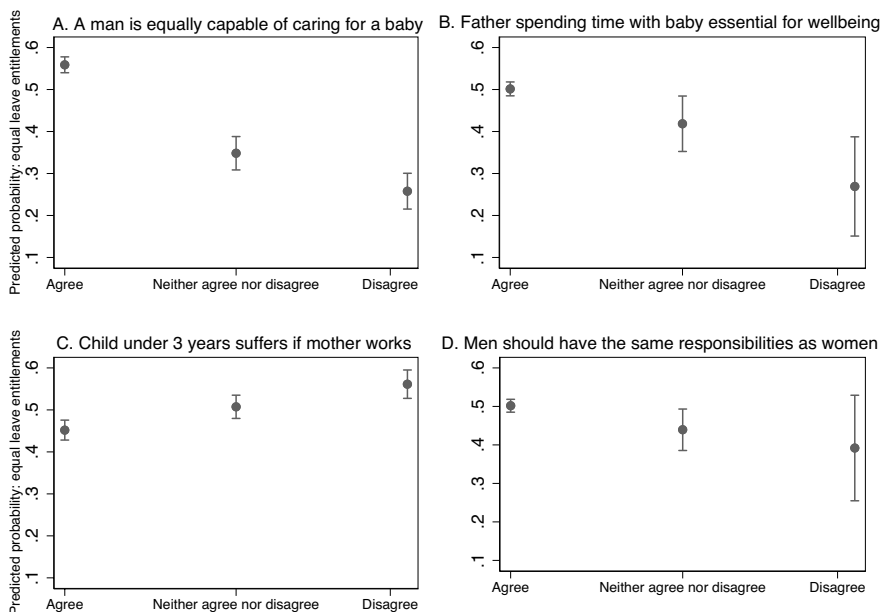 A. A man is equally capable of caring for a baby
Predicted probability: equal leave entitlements
.6
.5
.4
.3
.2
.1
Agree Neither agree nor disagree Disagree
B. Father spending time with baby essential for wellbeing
.6
.5
.4
.3
.2
.1
Agree Neither agree nor disagree Disagree
C. Child under 3 years suffers if mother works
Predicted probability: equal leave entitlements
.6
.5
.4
.3
.2
.1
Agree Neither agree nor disagree Disagree
D. Men should have the same responsibilities as women
.6
.5
.4
.3
.2
.1
Agree Neither agree nor disagree Disagree